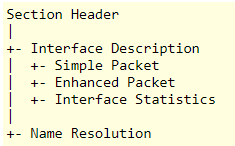 Section Header
|
+- Interface Description
|  +- Simple Packet
|  +- Enhanced Packet
|  +- Interface Statistics
|
+- Name Resolution